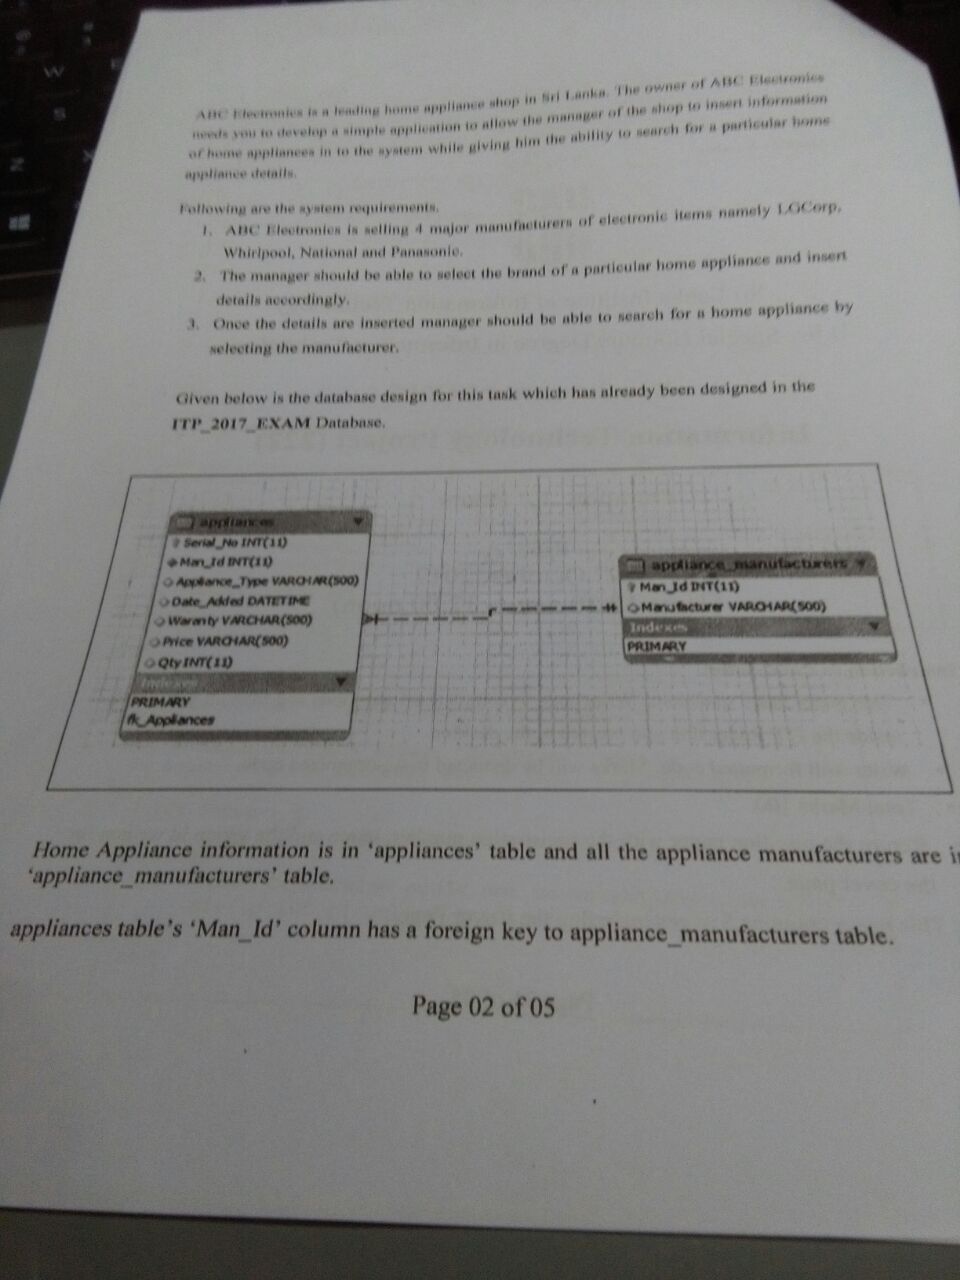 ABC Electronics is a leading home appliance shop in Sri Lanka. The owner of ABC Electronics
needs you to develop a simple application to allow the manager of the shop to insert information
of home appliances in to the system while giving him the ability to search for a particular home
appliance details.
Following are the system requirements.
1. ABC Electronics is selling 4 major manufacturers of electronic items namely LGCorp,
Whirlpool, National and Panasonic.
2. The manager should be able to select the brand of a particular home appliance and insert
details accordingly.
3. Once the details are inserted manager should be able to search for a home appliance by
selecting the manufacturer.
Given below is the database design for this task which has already been designed in the
ITP_2017_EXAM Database.
appliances
Serial_No INT(11)
Man_Id INT(11)
Appliance_Type VARCHAR(500)
Date_Added DATETIME
Waranty VARCHAR(500)
Price VARCHAR(500)
Qty INT(11)
Indexes
PRIMARY
fk_Appliances
appliance_manufacturers
Man_Id INT(11)
Manufacturer VARCHAR(500)
Indexes
PRIMARY
Home Appliance information is in ‘appliances’ table and all the appliance manufacturers are i
‘appliance_manufacturers’ table.
appliances table’s ‘Man_Id’ column has a foreign key to appliance_manufacturers table.
Page 02 of 05